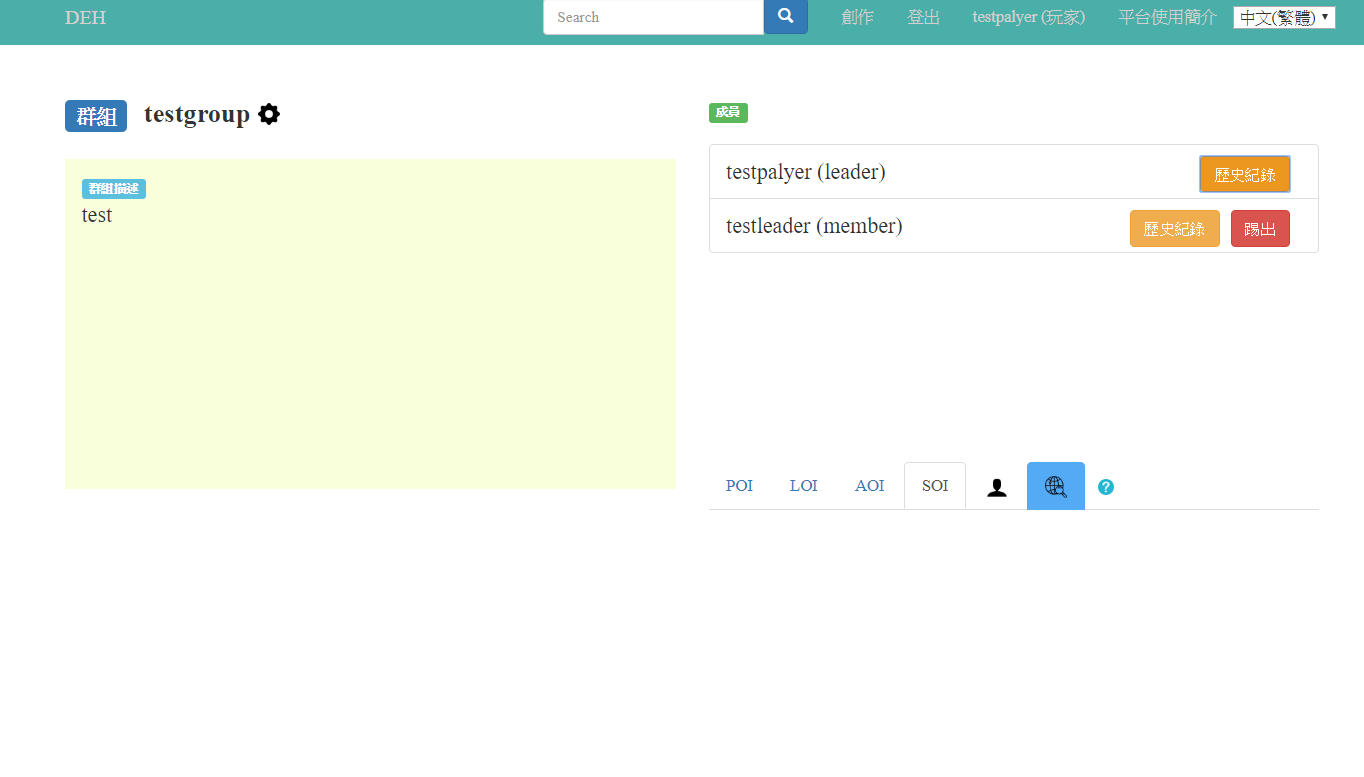 DEH Search 創作 登出 testpalyer (玩家) 平台使用簡介 中文(繁體)
群組 testgroup
群組描述
test
成員
testpalyer (leader) 歷史紀錄
testleader (member) 歷史紀錄 踢出
POI LOI AOI SOI ?